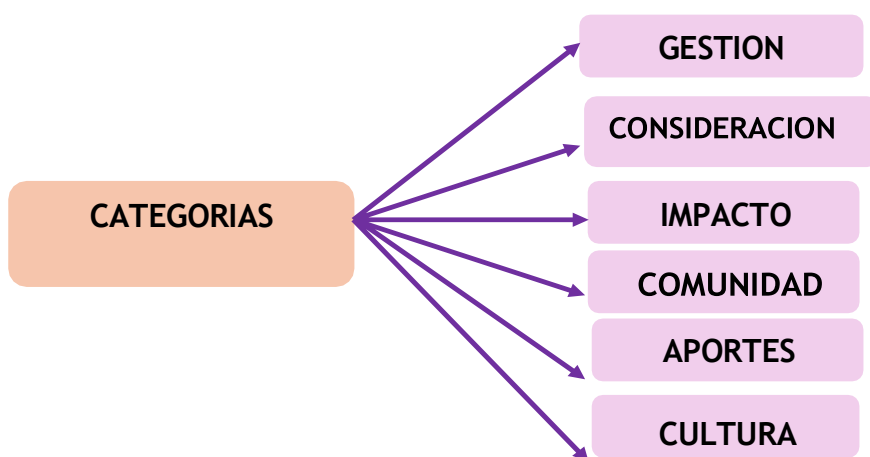 CATEGORIAS
GESTION
CONSIDERACION
IMPACTO
COMUNIDAD
APORTES
CULTURA